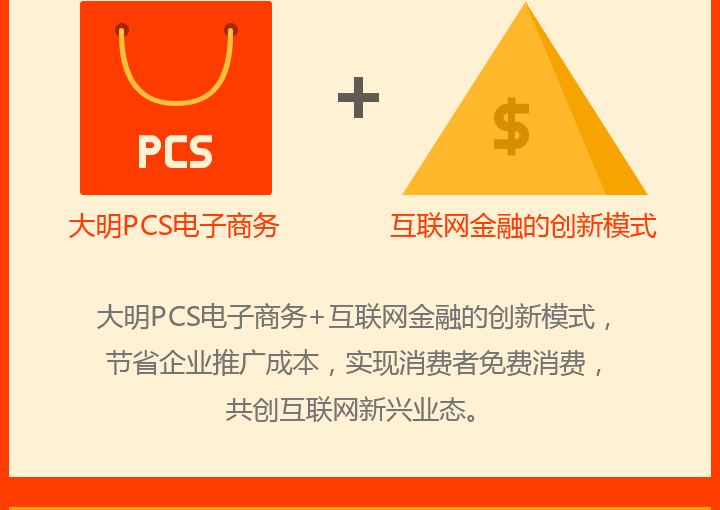 PCS
$
大明PCS电子商务
互联网金融的创新模式
大明PCS电子商务+互联网金融的创新模式，
节省企业推广成本，实现消费者免费消费，
共创互联网新兴业态。